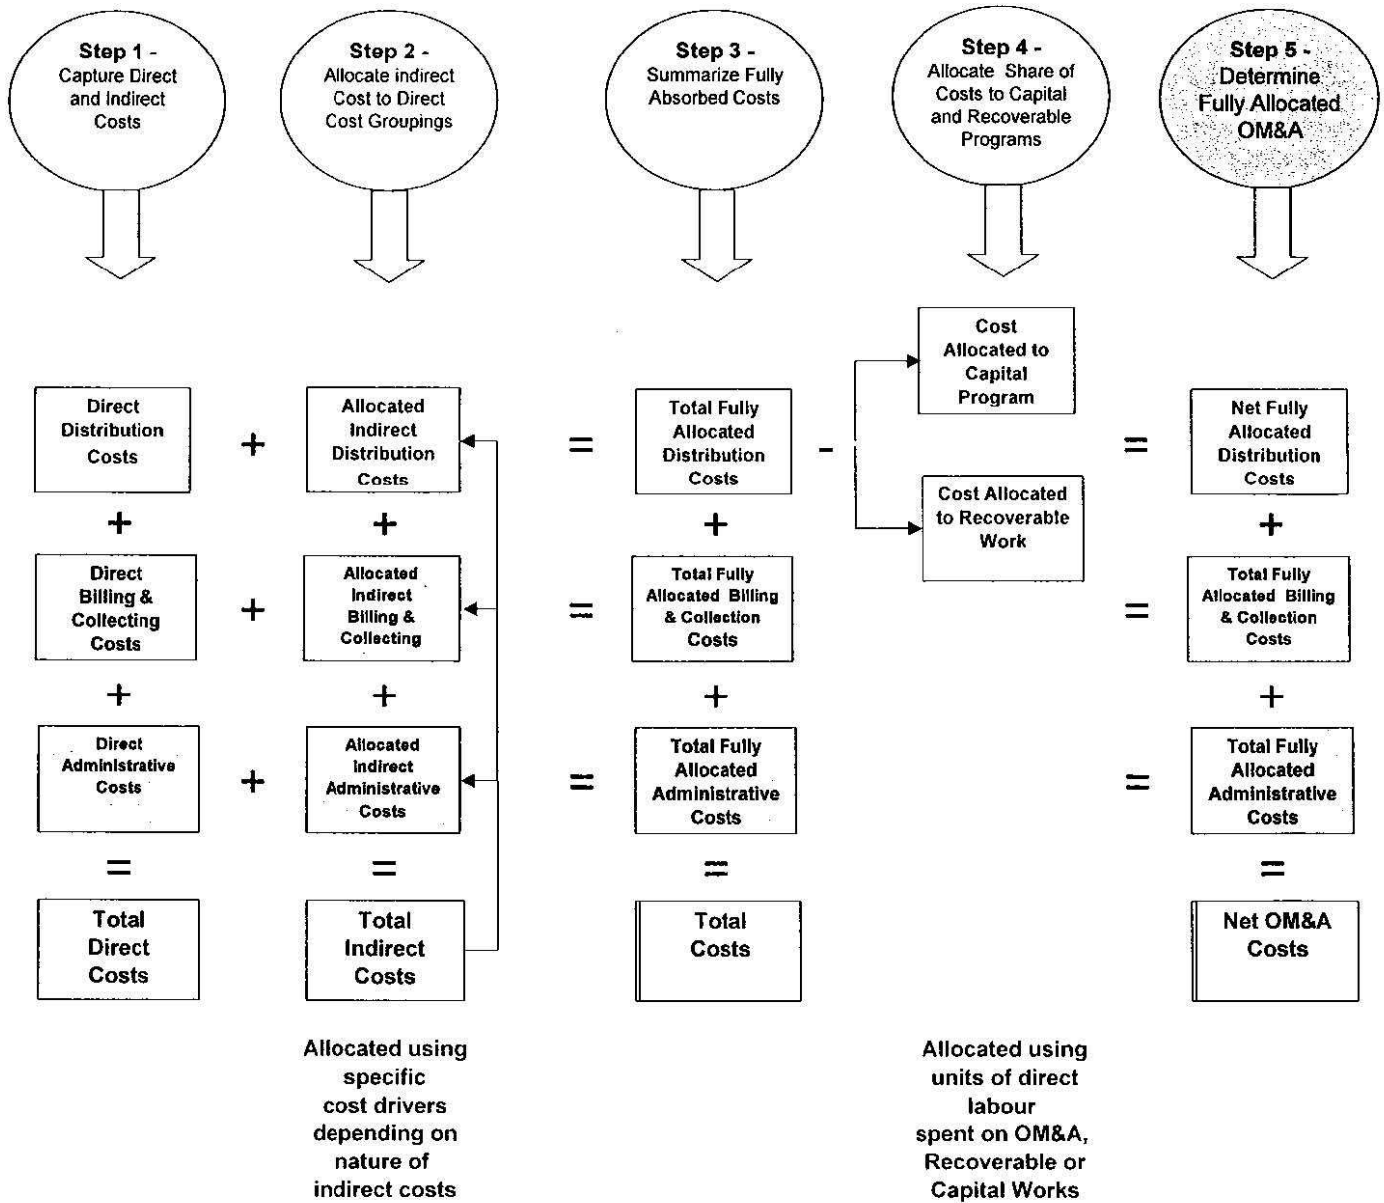 Step 1 -
Capture Direct
and Indirect
Costs
Step 2 -
Allocate indirect
Cost to Direct
Cost Groupings
Step 3 -
Summarize Fully
Absorbed Costs
Step 4 -
Allocate Share of
Costs to Capital
and Recoverable
Programs
Step 5 -
Determine
Fully Allocated
OM&A
Cost
Allocated to
Capital
Program
Direct
Distribution
Costs
+
Allocated
Indirect
Distribution
Costs
=
Total Fully
Allocated
Distribution
Costs
-
=
Net Fully
Allocated
Distribution
Costs
Cost Allocated
to Recoverable
Work
+
+
+
+
Direct
Billing &
Collecting
Costs
+
Allocated
Indirect
Billing &
Collecting
=
Total Fully
Allocated Billing
& Collection
Costs
=
Total Fully
Allocated Billing
& Collection
Costs
+
+
+
+
Direct
Administrative
Costs
+
Allocated
Indirect
Administrative
Costs
=
Total Fully
Allocated
Administrative
Costs
=
Total Fully
Allocated
Administrative
Costs
=
=
=
=
Total
Direct
Costs
Total
Indirect
Costs
Total
Costs
Net OM&A
Costs
Allocated using
specific
cost drivers
depending on
nature of
indirect costs
Allocated using
units of direct
labour
spent on OM&A,
Recoverable or
Capital Works